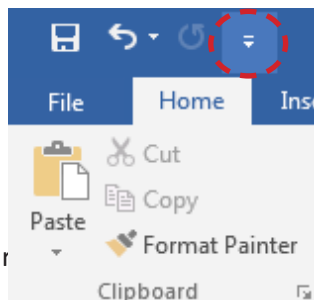 File Home Ins
Cut
Copy
Paste
Format Painter
r
Clipboard